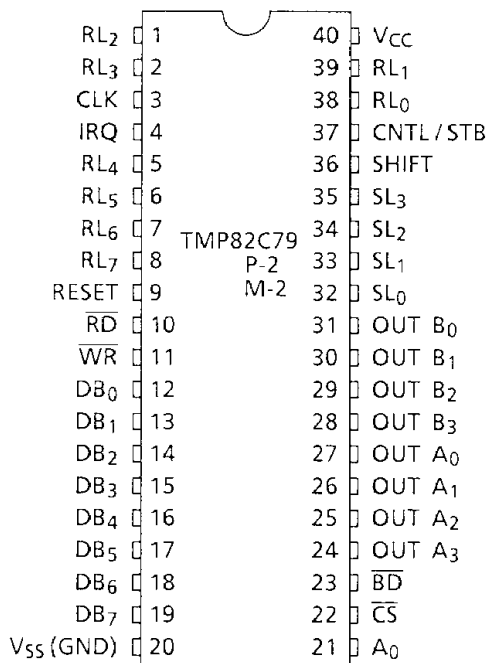 RL₂ 1 40 VCC
RL₃ 2 39 RL₁
CLK 3 38 RL₀
IRQ 4 37 CNTL/STB
RL₄ 5 36 SHIFT
RL₅ 6 35 SL₃
RL₆ 7 34 SL₂
TMP82C79
RL₇ 8 33 SL₁
P-2
RESET 9 32 SL₀
M-2
R̅D̅ 10 31 OUT B₀
W̅R̅ 11 30 OUT B₁
DB₀ 12 29 OUT B₂
DB₁ 13 28 OUT B₃
DB₂ 14 27 OUT A₀
DB₃ 15 26 OUT A₁
DB₄ 16 25 OUT A₂
DB₅ 17 24 OUT A₃
DB₆ 18 23 B̅D̅
DB₇ 19 22 C̅S̅
VSS (GND) 20 21 A₀